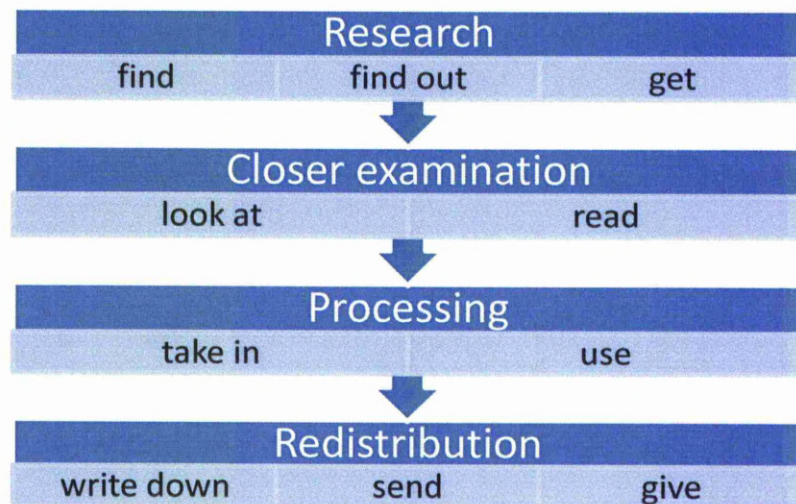 Research
find find out get
Closer examination
look at read
Processing
take in use
Redistribution
write down send give